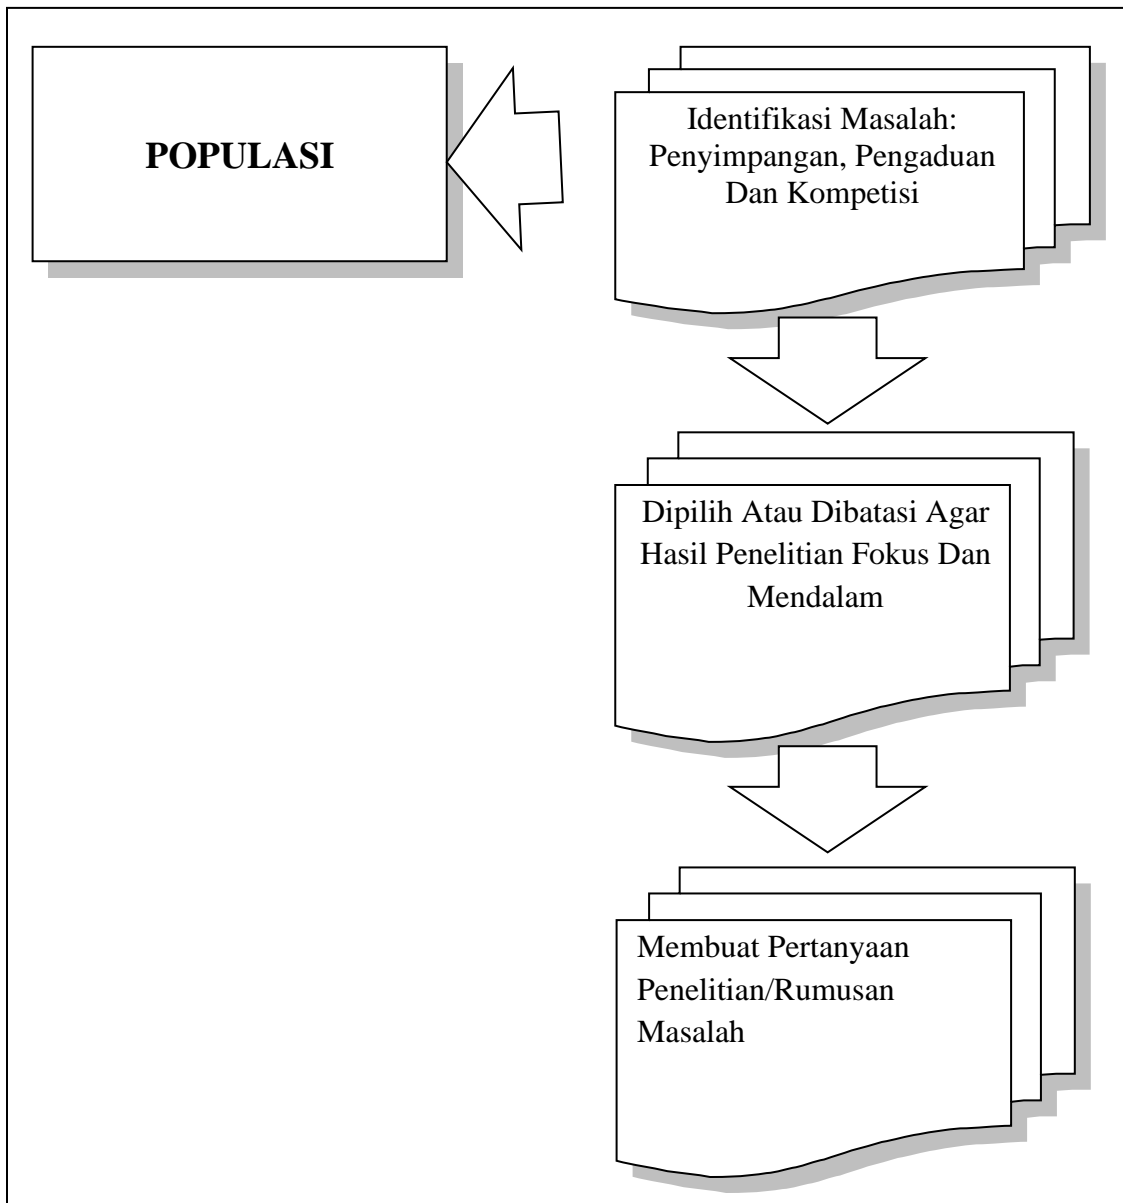 POPULASI
Identifikasi Masalah:
Penyimpangan, Pengaduan
Dan Kompetisi
Dipilih Atau Dibatasi Agar
Hasil Penelitian Fokus Dan
Mendalam
Membuat Pertanyaan
Penelitian/Rumusan
Masalah